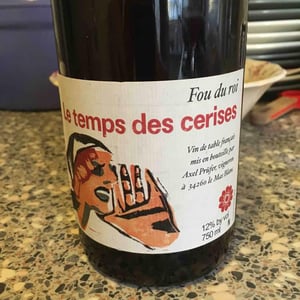 Fou du roi
Le temps des cerises
Vin de table français
mis en bouteille par
Axel Prüfer, vigneron
à 34260 le Mas Blanc
12% by vol
750 ml